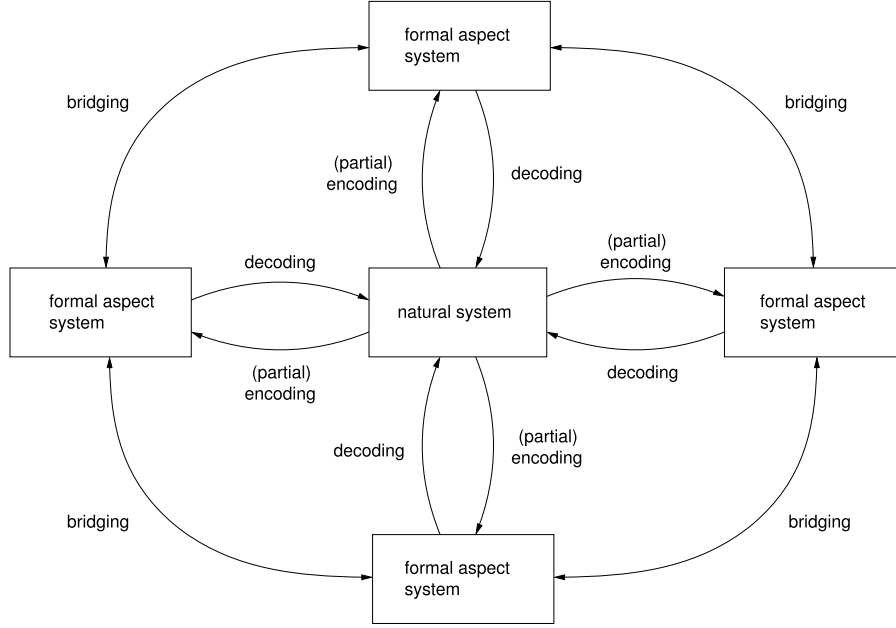 formal aspect
system
bridging
bridging
(partial)
encoding
decoding
decoding
(partial)
encoding
formal aspect
system
natural system
formal aspect
system
(partial)
encoding
decoding
decoding
(partial)
encoding
bridging
bridging
formal aspect
system